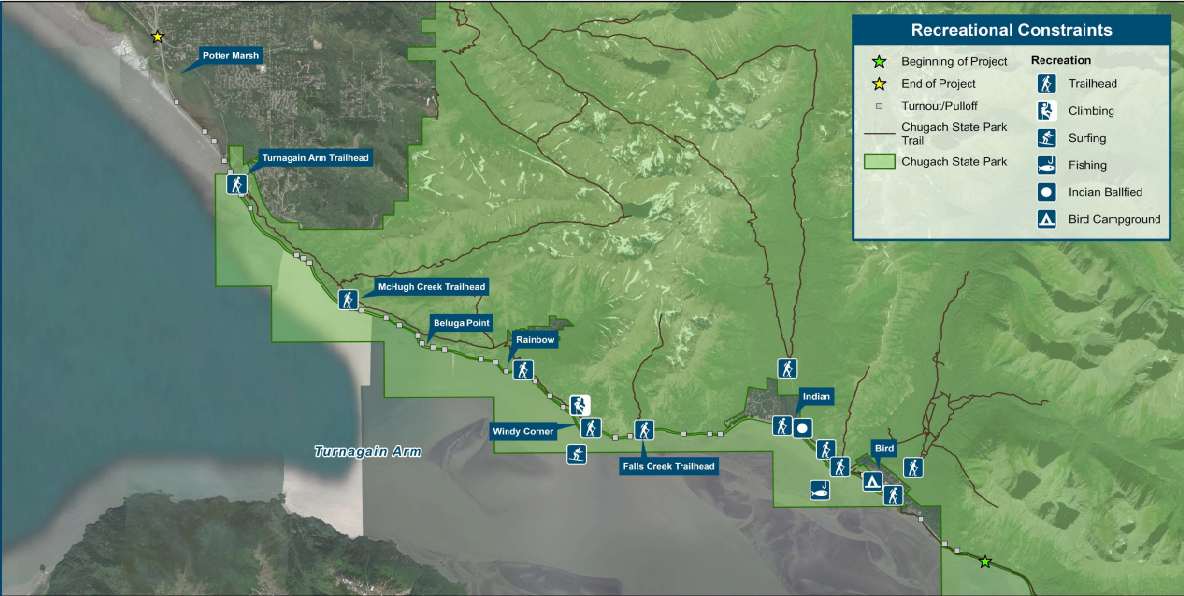 Potter Marsh
Recreational Constraints
Beginning of Project
End of Project
Turnout/Pulloff
Chugach State Park
Trail
Chugach State Park
Recreation
Trailhead
Climbing
Surfing
Fishing
Indian Ballfied
Bird Campground
Turnagain Arm Trailhead
McHugh Creek Trailhead
Beluga Point
Rainbow
Indian
Windy Corner
Bird
Turnagain Arm
Falls Creek Trailhead